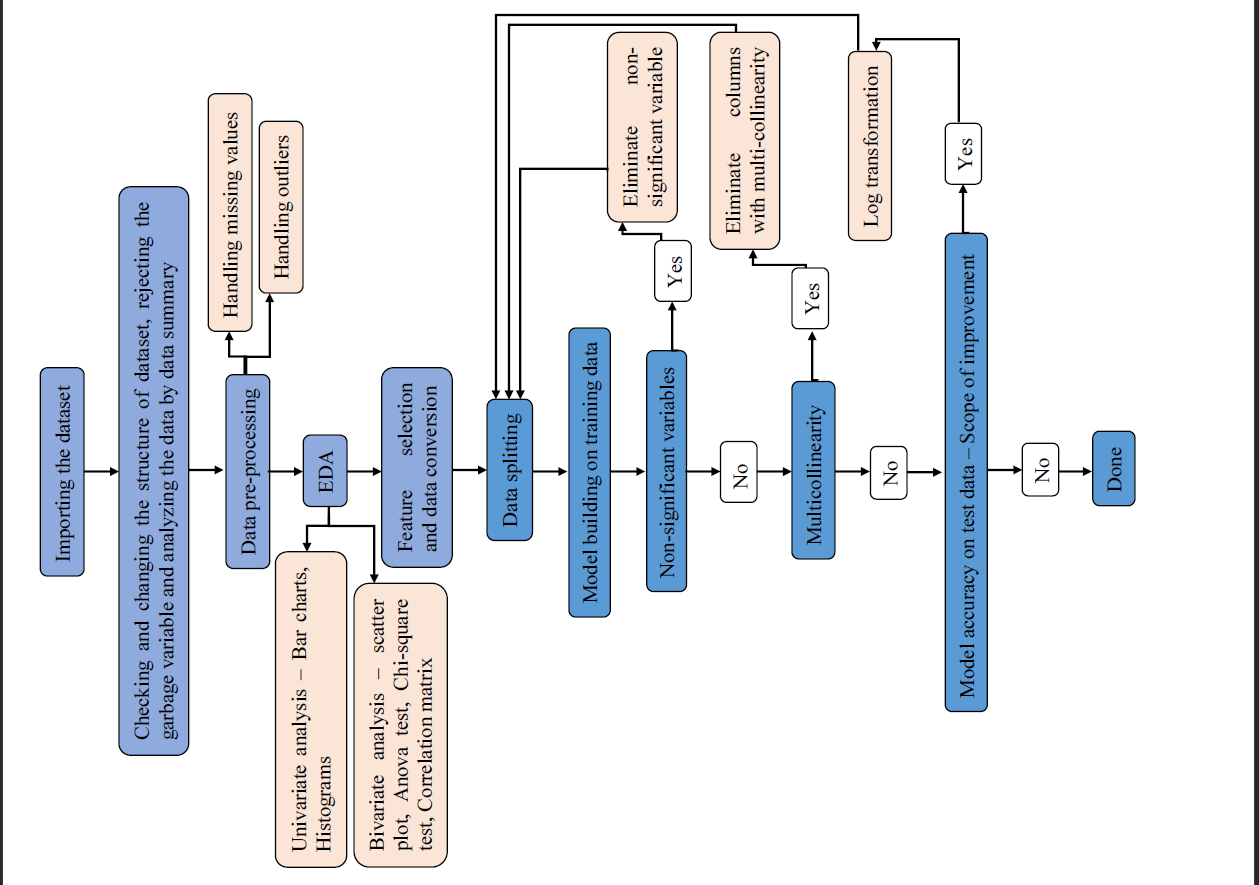 Importing the dataset
Checking and changing the structure of dataset, rejecting the
garbage variable and analyzing the data by data summary
Data pre-processing
Handling missing values
Handling outliers
EDA
Univariate analysis – Bar charts,
Histograms
Bivariate analysis – scatter
plot, Anova test, Chi-square
test, Correlation matrix
Feature selection
and data conversion
Data splitting
Model building on training data
Non-significant variables
Yes
Eliminate non-
significant variable
No
Multicollinearity
Yes
Eliminate columns
with multi-collinearity
No
Model accuracy on test data – Scope of improvement
Yes
Log transformation
No
Done